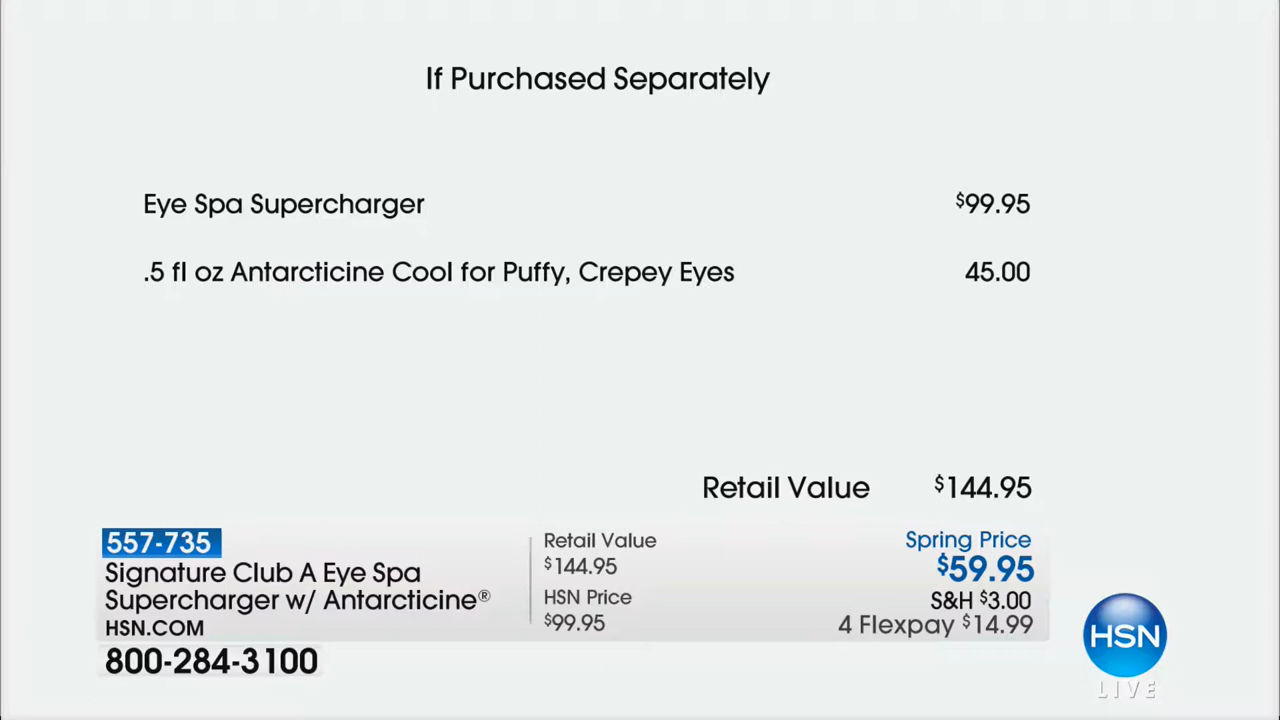 If Purchased Separately
Eye Spa Supercharger $99.95
.5 fl oz Antarcticine Cool for Puffy, Crepey Eyes 45.00
Retail Value $144.95
557-735
Signature Club A Eye Spa
Supercharger w/ Antarcticine®
HSN.COM
800-284-3100
Retail Value
$144.95
HSN Price
$99.95
Spring Price
$59.95
S&H $3.00
4 Flexpay $14.99
HSN
LIVE